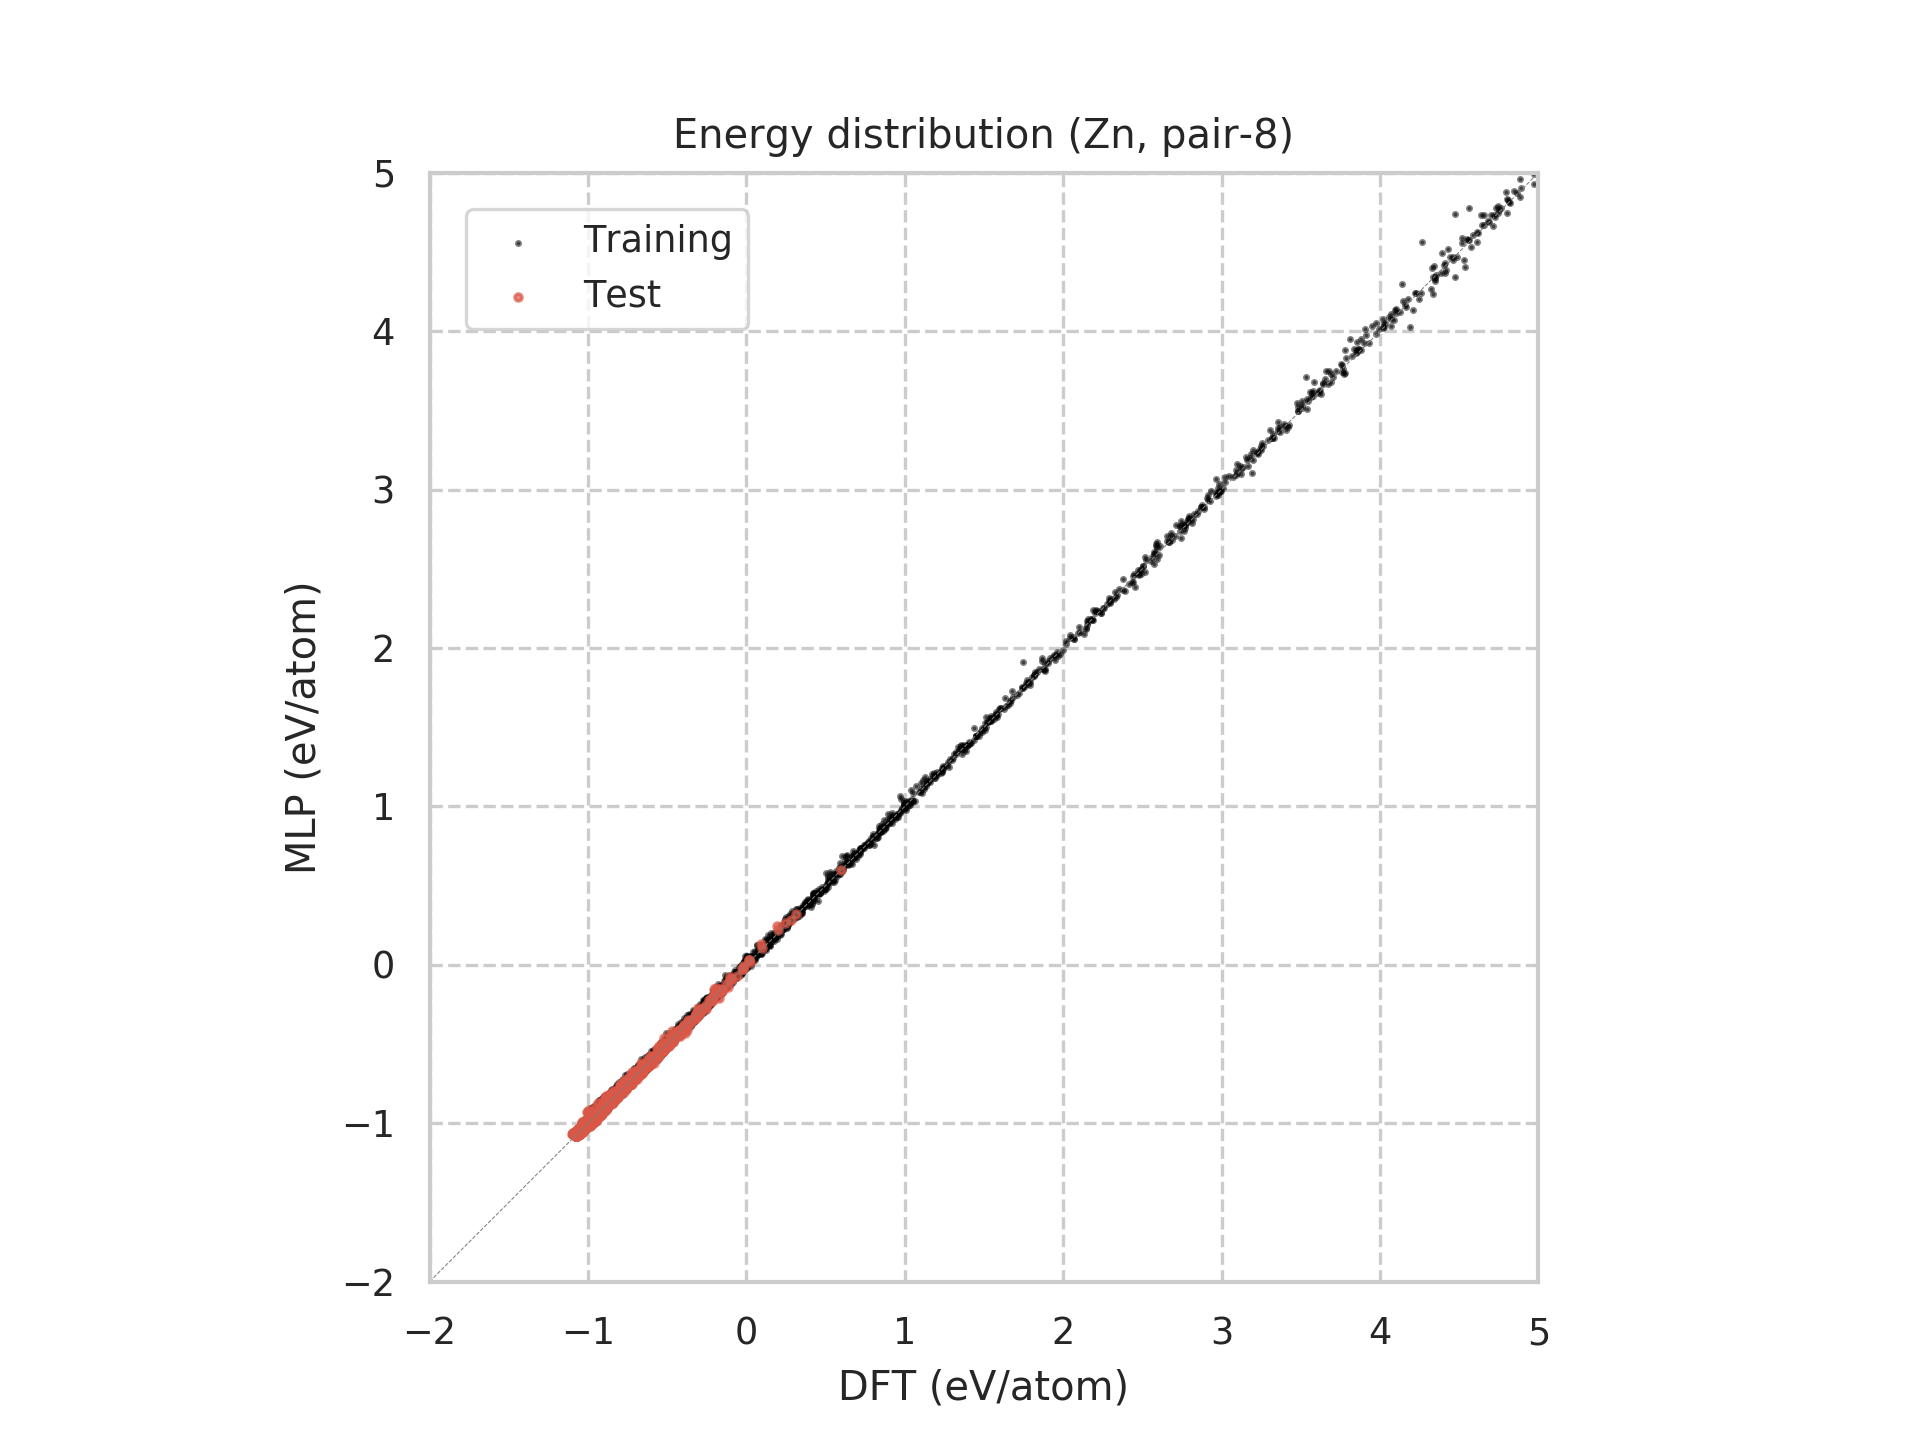 Energy distribution (Zn, pair-8)
5
4
3
2
1
0
−1
−2
Training
Test
MLP (eV/atom)
−2 −1 0 1 2 3 4 5
DFT (eV/atom)